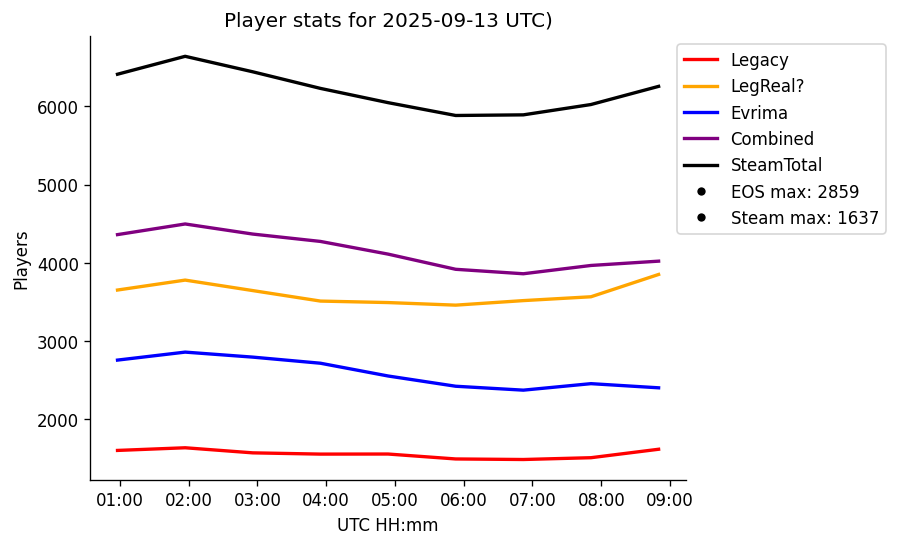 Player stats for 2025-09-13 UTC)
Legacy
LegReal?
Evrima
Combined
SteamTotal
EOS max: 2859
Steam max: 1637
Players
6000
5000
4000
3000
2000
01:00 02:00 03:00 04:00 05:00 06:00 07:00 08:00 09:00
UTC HH:mm